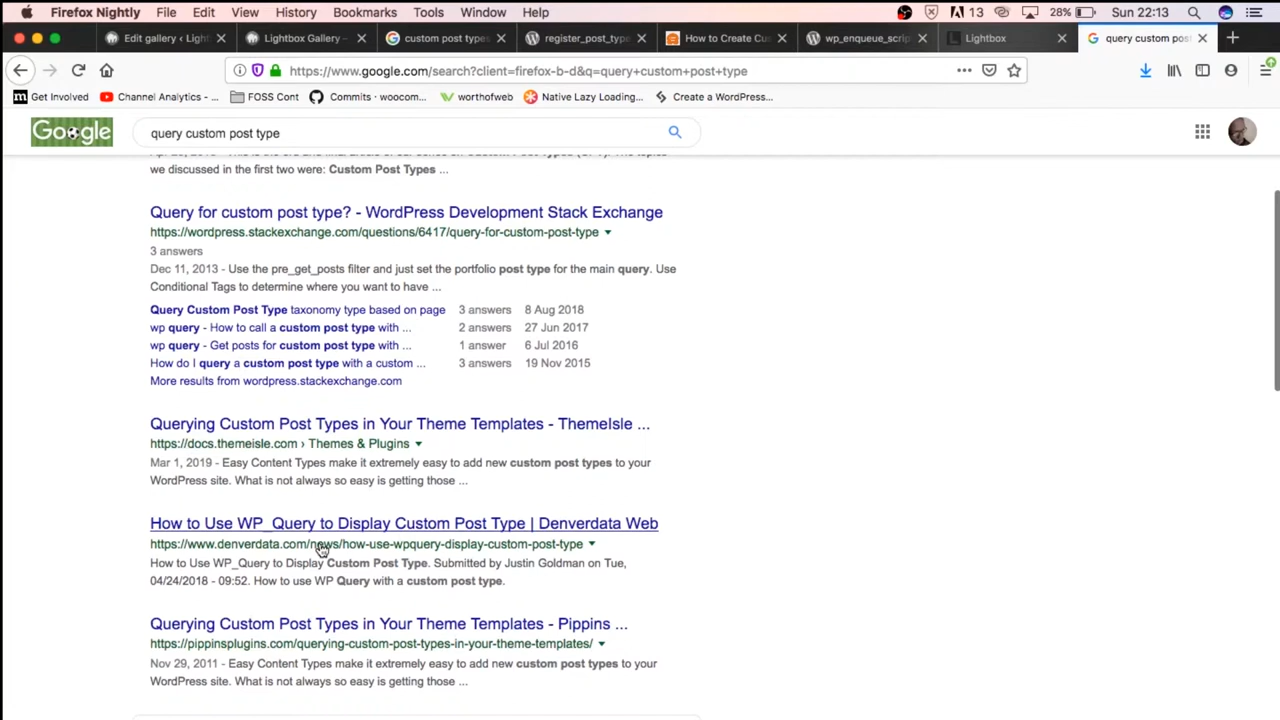 Firefox Nightly File Edit View History Bookmarks Tools Window Help 13 28% Sun 22:13
Edit gallery ‹ Light Lightbox Gallery – custom post types register_post_type How to Create Cus wp_enqueue_scrip Lightbox query custom post
https://www.google.com/search?client=firefox-b-d&q=query+custom+post+type
Get Involved Channel Analytics - ... FOSS Cont Commits · woocom... worthofweb Native Lazy Loading... Create a WordPress...
Google query custom post type
we discussed in the first two were: Custom Post Types ...
Query for custom post type? - WordPress Development Stack Exchange
https://wordpress.stackexchange.com/questions/6417/query-for-custom-post-type
3 answers
Dec 11, 2013 - Use the pre_get_posts filter and just set the portfolio post type for the main query. Use
Conditional Tags to determine where you want to have ...
Query Custom Post Type taxonomy type based on page 3 answers 8 Aug 2018
wp query - How to call a custom post type with ... 2 answers 27 Jun 2017
wp query - Get posts for custom post type with ... 1 answer 6 Jul 2016
How do I query a custom post type with a custom ... 3 answers 19 Nov 2015
More results from wordpress.stackexchange.com
Querying Custom Post Types in Your Theme Templates - ThemeIsle ...
https://docs.themeisle.com › Themes & Plugins
Mar 1, 2019 - Easy Content Types make it extremely easy to add new custom post types to your
WordPress site. What is not always so easy is getting those ...
How to Use WP_Query to Display Custom Post Type | Denverdata Web
https://www.denverdata.com/news/how-use-wpquery-display-custom-post-type
How to Use WP_Query to Display Custom Post Type. Submitted by Justin Goldman on Tue,
04/24/2018 - 09:52. How to use WP Query with a custom post type.
Querying Custom Post Types in Your Theme Templates - Pippins ...
https://pippinsplugins.com/querying-custom-post-types-in-your-theme-templates/
Nov 29, 2011 - Easy Content Types make it extremely easy to add new custom post types to your
WordPress site. What is not always so easy is getting those ...